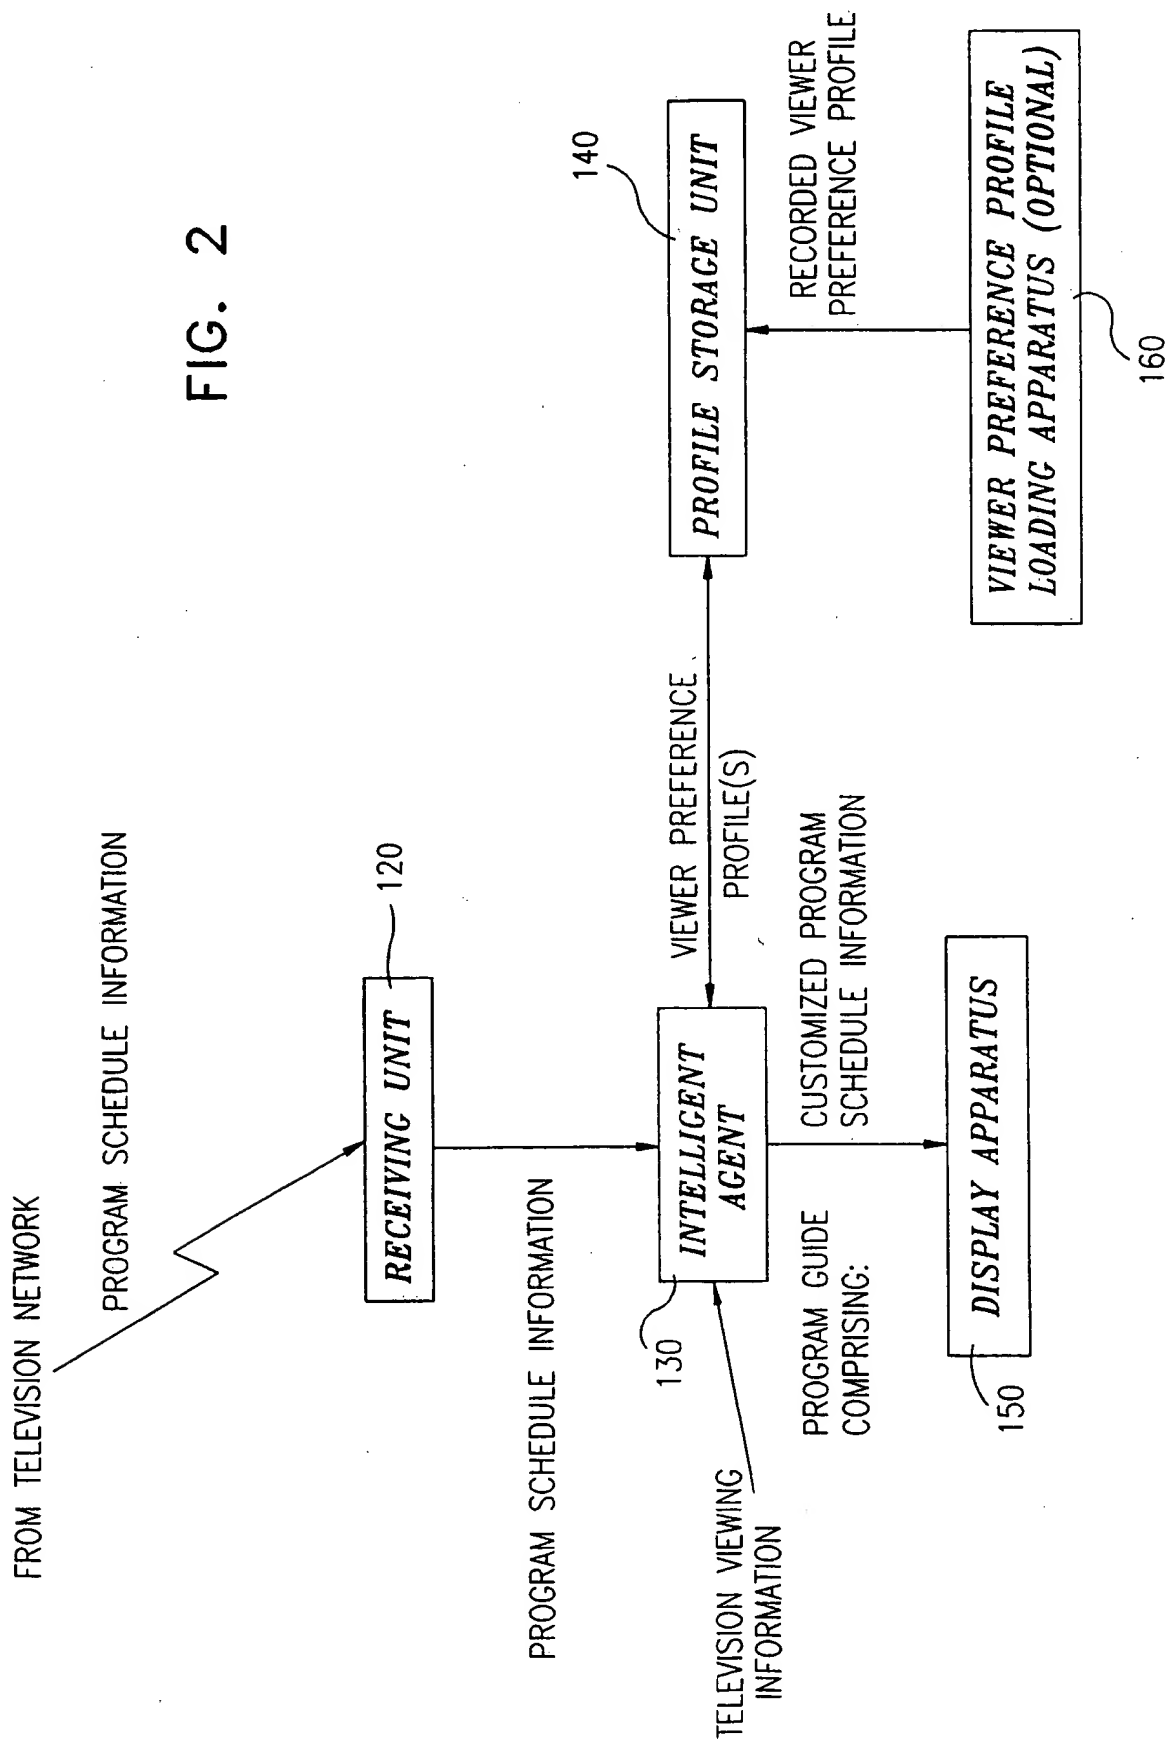 FIG. 2
FROM TELEVISION NETWORK
PROGRAM SCHEDULE INFORMATION
120
RECEIVING UNIT
PROGRAM SCHEDULE INFORMATION
130
INTELLIGENT
AGENT
TELEVISION VIEWING
INFORMATION
VIEWER PREFERENCE
PROFILE(S)
140
PROFILE STORAGE UNIT
RECORDED VIEWER
PREFERENCE PROFILE
PROGRAM GUIDE
COMPRISING:
CUSTOMIZED PROGRAM
SCHEDULE INFORMATION
150
DISPLAY APPARATUS
VIEWER PREFERENCE PROFILE
LOADING APPARATUS (OPTIONAL)
160